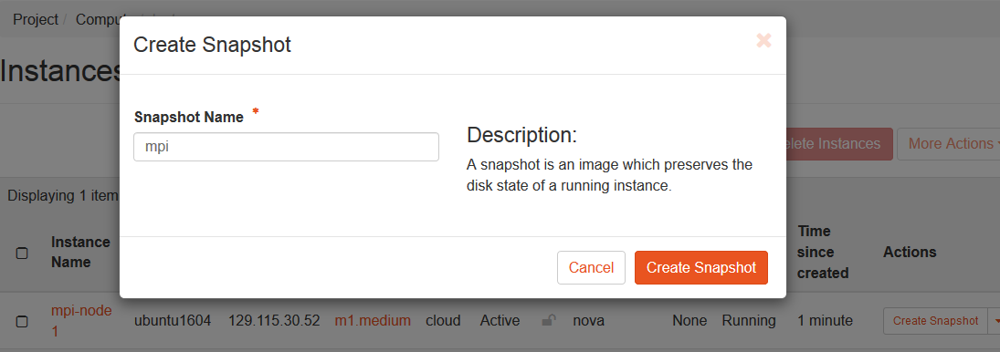 Project / Comput
Create Snapshot
Instances
Snapshot Name *
mpi
Description:
A snapshot is an image which preserves the
disk state of a running instance.
elete Instances
More Actions
Displaying 1 item
Instance
Name
Time
since
created
Actions
Cancel
Create Snapshot
mpi-node
1
ubuntu1604 129.115.30.52 m1.medium cloud Active nova None Running 1 minute Create Snapshot